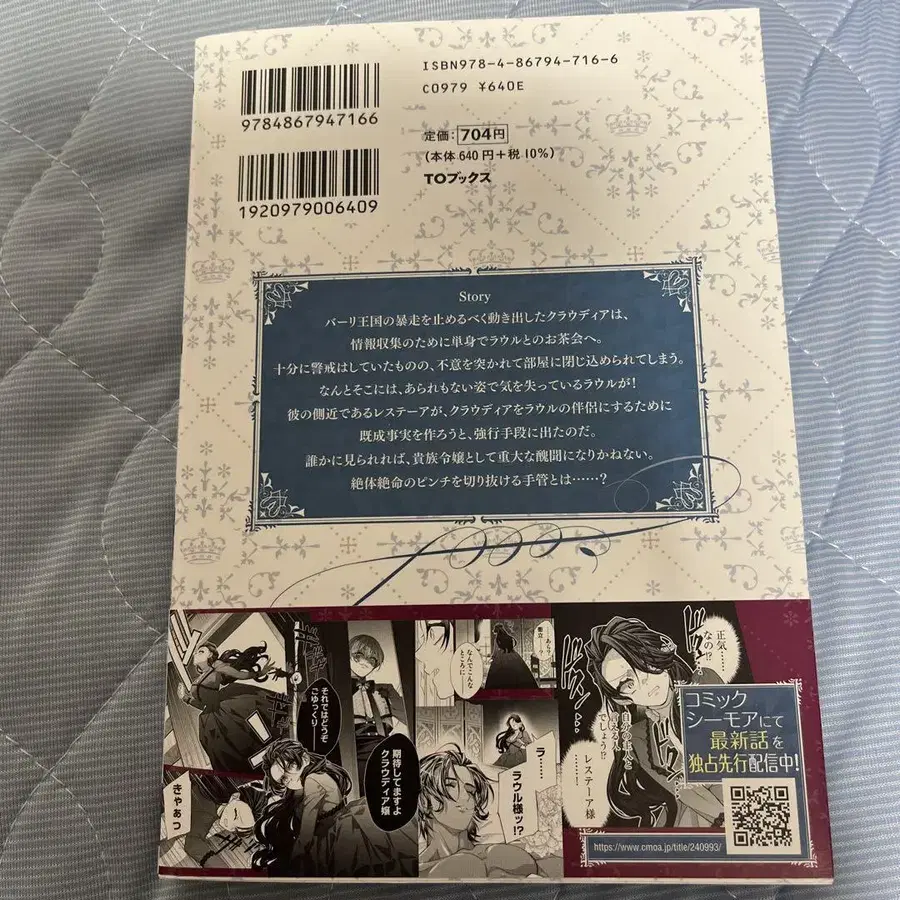 ISBN978-4-86794-716-6
C0979 ¥640E
9784867947166
定価:704円
(本体 640円+税 10%)
TOブックス
1920979006409
Story
バーリ王国の暴走を止めるべく動き出したクラウディアは、
情報収集のために単身でラウルとのお茶会へ。
十分に警戒はしていたものの、不意を突かれて部屋に閉じ込められてしまう。
なんとそこには、あられもない姿で気を失っているラウルが!
彼の側近であるレステーアが、クラウディアをラウルの伴侶にするために
既成事実を作ろうと、強行手段に出たのだ。
誰かに見られれば、貴族令嬢として重大な醜聞になりかねない。
絶体絶命のピンチを切り抜ける手管とは……?
正気……
なの!?
レステーア様
……!
なんでこんな
ところに
それではどうぞ
ごゆっくり
期待してますよ
クラウディア嬢
ラ……
ラウル様ッ!?
きゃあっ
コミック
シーモアにて
最新話を
独占先行配信中!
https://www.cmoa.jp/title/240993/